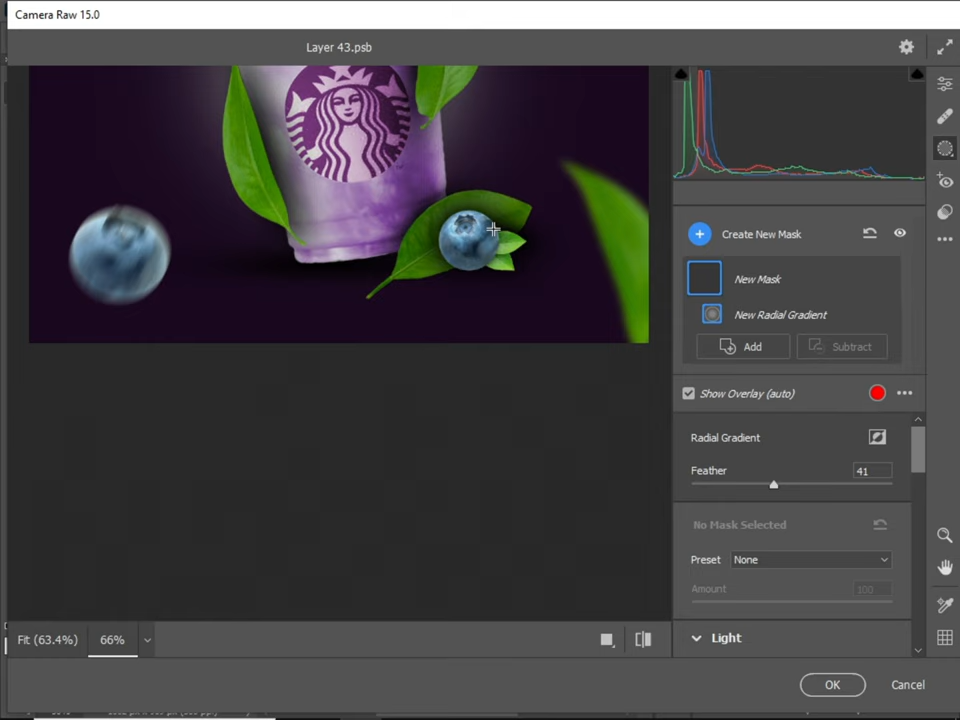 Camera Raw 15.0
Layer 43.psb
Create New Mask
New Mask
New Radial Gradient
Add
Subtract
Show Overlay (auto)
Radial Gradient
Feather
41
No Mask Selected
Preset
None
Amount
100
Light
Fit (63.4%)
66%
OK
Cancel